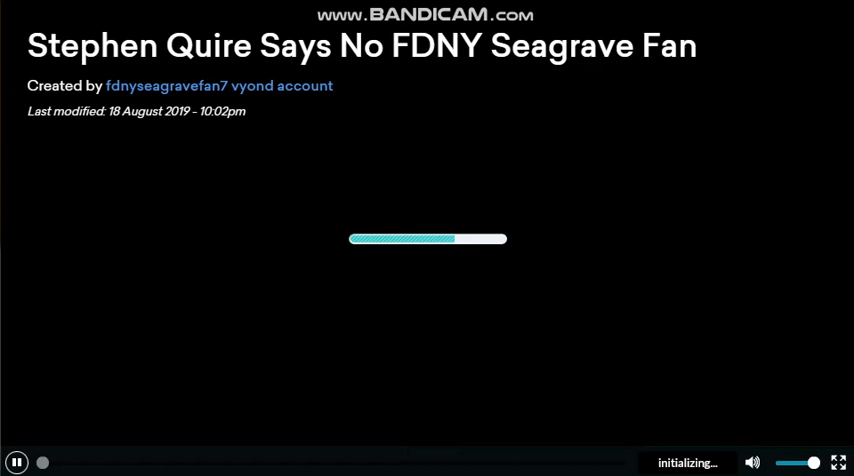 www.BANDICAM.com
Stephen Quire Says No FDNY Seagrave Fan
Created by fdnyseagravefan7 vyond account
Last modified: 18 August 2019 - 10:02pm
initializing...